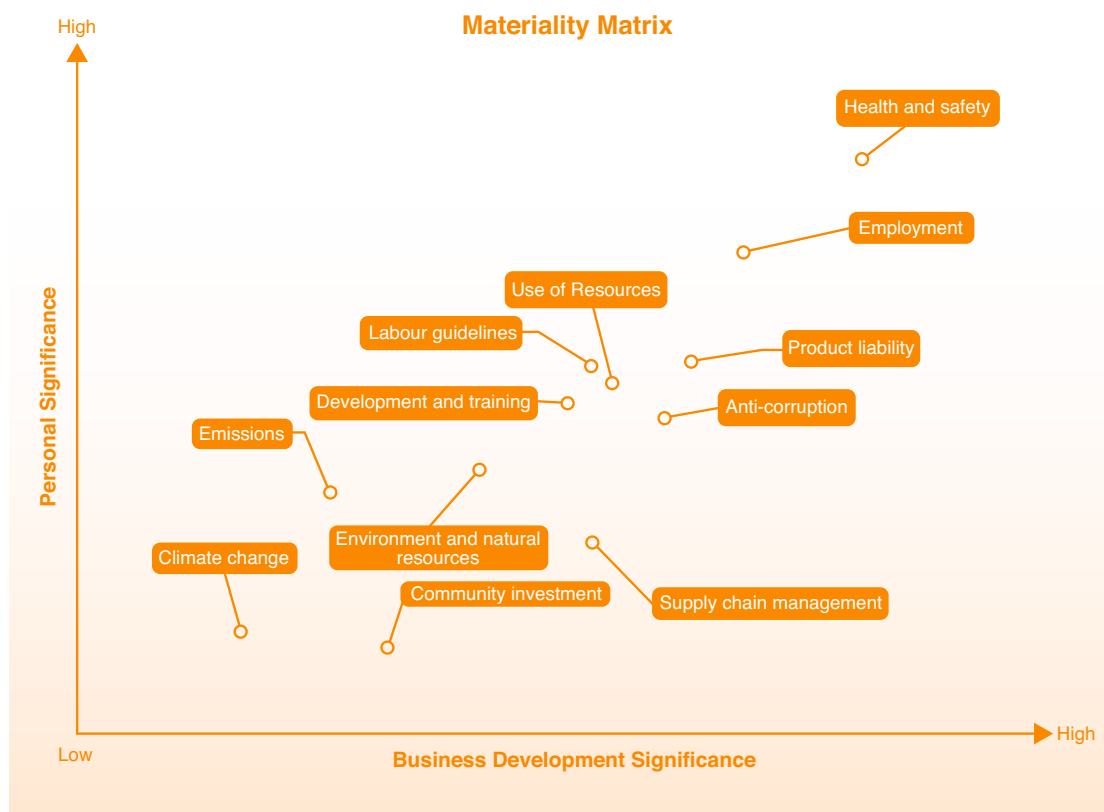 Materiality Matrix
High
Health and safety
Employment
Use of Resources
Labour guidelines
Product liability
Development and training
Anti-corruption
Emissions
Personal Significance
Environment and natural
resources
Climate change
Community investment
Supply chain management
High
Low
Business Development Significance